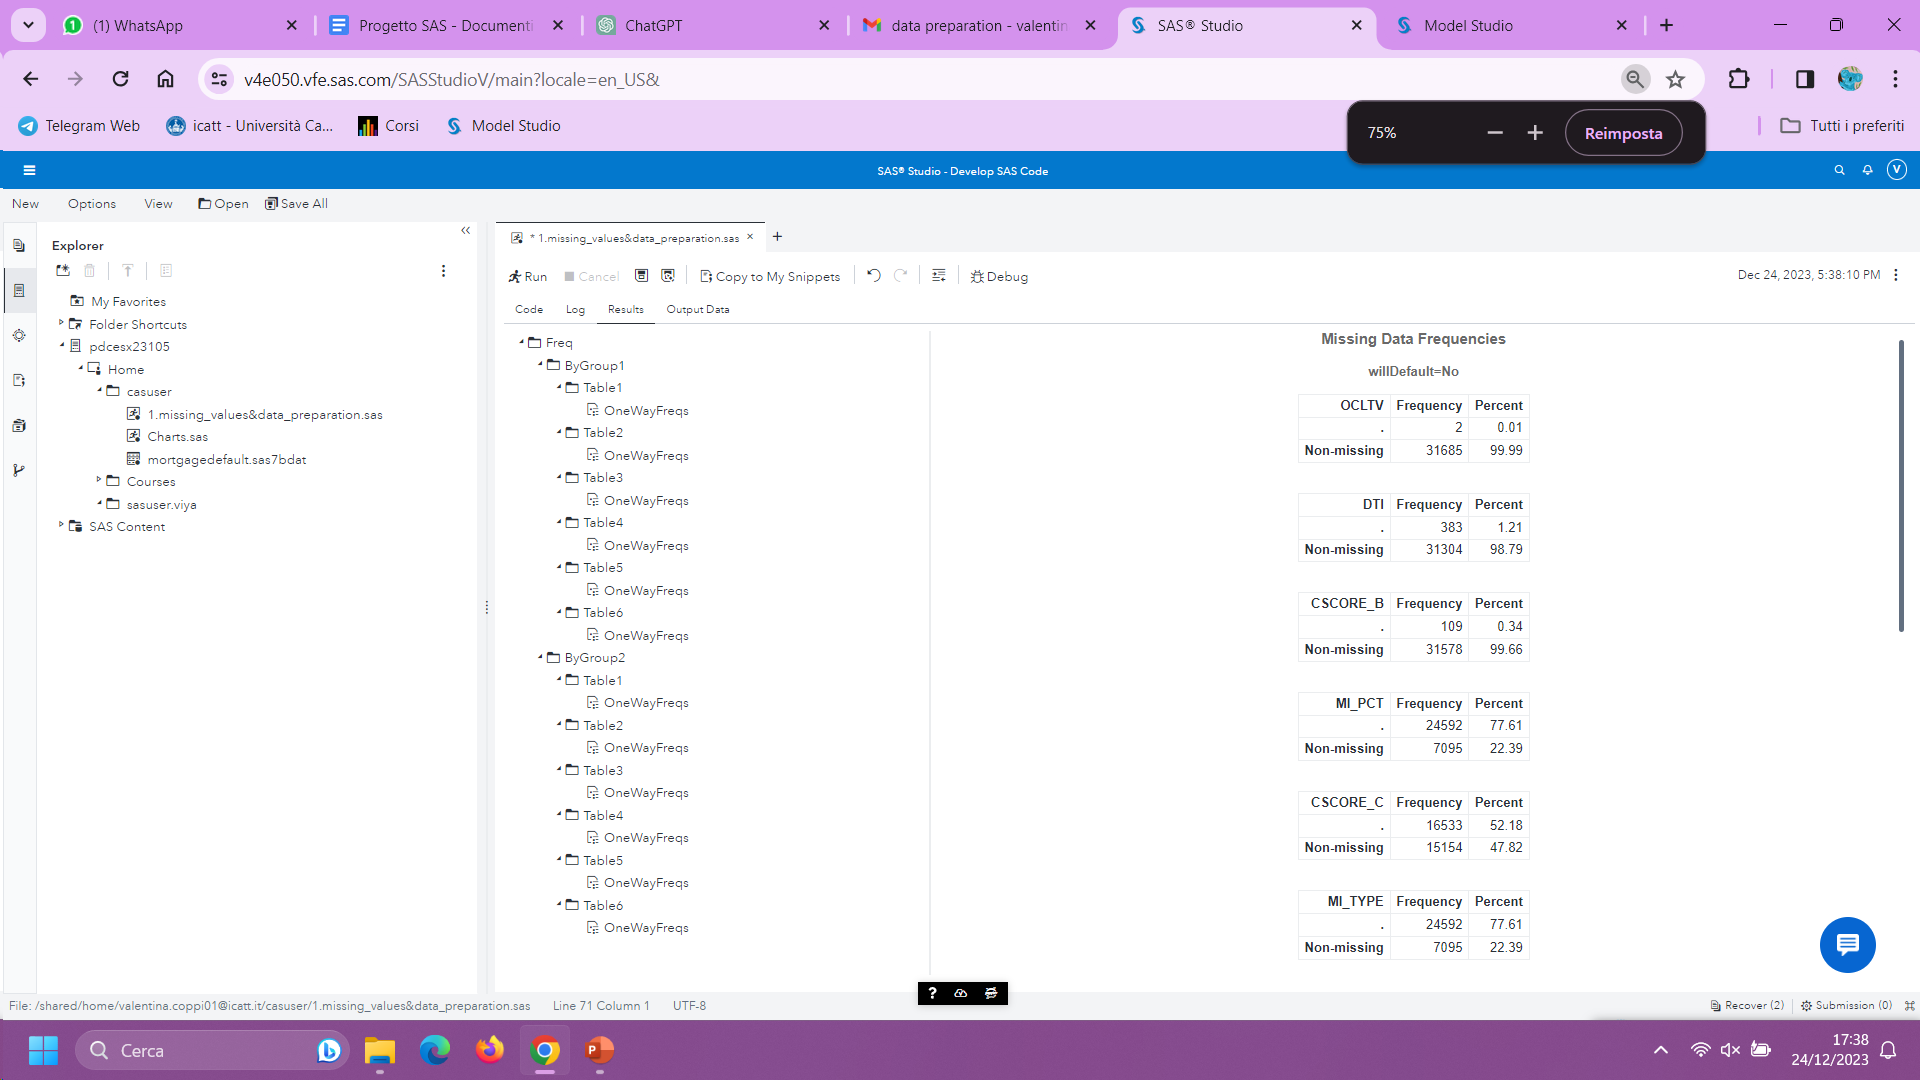 (1) WhatsApp
Progetto SAS - Documenti
ChatGPT
data preparation - valentin
SAS® Studio
Model Studio
v4e050.vfe.sas.com/SASStudioV/main?locale=en_US&
Telegram Web
icatt - Università Ca...
Corsi
Model Studio
75%
Reimposta
Tutti i preferiti
SAS® Studio - Develop SAS Code
V
New
Options
View
Open
Save All
Explorer
My Favorites
Folder Shortcuts
pdcesx23105
Home
casuser
1.missing_values&data_preparation.sas
Charts.sas
mortgagedefault.sas7bdat
Courses
sasuser.viya
SAS Content
* 1.missing_values&data_preparation.sas
Run
Cancel
Copy to My Snippets
Debug
Dec 24, 2023, 5:38:10 PM
Code
Log
Results
Output Data
Freq
ByGroup1
Table1
OneWayFreqs
Table2
OneWayFreqs
Table3
OneWayFreqs
Table4
OneWayFreqs
Table5
OneWayFreqs
Table6
OneWayFreqs
ByGroup2
Table1
OneWayFreqs
Table2
OneWayFreqs
Table3
OneWayFreqs
Table4
OneWayFreqs
Table5
OneWayFreqs
Table6
OneWayFreqs
Missing Data Frequencies
willDefault=No
OCLTV Frequency Percent
. 2 0.01
Non-missing 31685 99.99
DTI Frequency Percent
. 383 1.21
Non-missing 31304 98.79
CSCORE_B Frequency Percent
. 109 0.34
Non-missing 31578 99.66
MI_PCT Frequency Percent
. 24592 77.61
Non-missing 7095 22.39
CSCORE_C Frequency Percent
. 16533 52.18
Non-missing 15154 47.82
MI_TYPE Frequency Percent
. 24592 77.61
Non-missing 7095 22.39
?
File: /shared/home/valentina.coppi01@icatt.it/casuser/1.missing_values&data_preparation.sas
Line 71 Column 1
UTF-8
Recover (2)
Submission (0)
Cerca
17:38
24/12/2023